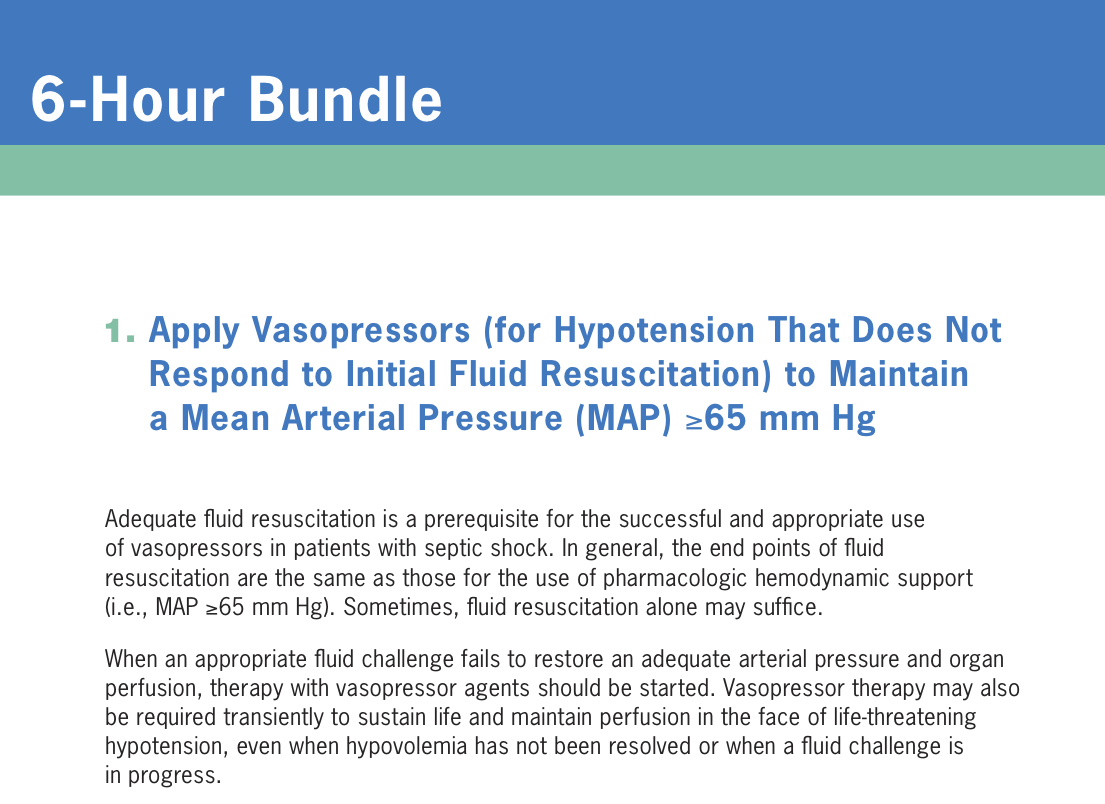 6-Hour Bundle
1. Apply Vasopressors (for Hypotension That Does Not
Respond to Initial Fluid Resuscitation) to Maintain
a Mean Arterial Pressure (MAP) ≥65 mm Hg
Adequate fluid resuscitation is a prerequisite for the successful and appropriate use
of vasopressors in patients with septic shock. In general, the end points of fluid
resuscitation are the same as those for the use of pharmacologic hemodynamic support
(i.e., MAP ≥65 mm Hg). Sometimes, fluid resuscitation alone may suffice.
When an appropriate fluid challenge fails to restore an adequate arterial pressure and organ
perfusion, therapy with vasopressor agents should be started. Vasopressor therapy may also
be required transiently to sustain life and maintain perfusion in the face of life-threatening
hypotension, even when hypovolemia has not been resolved or when a fluid challenge is
in progress.